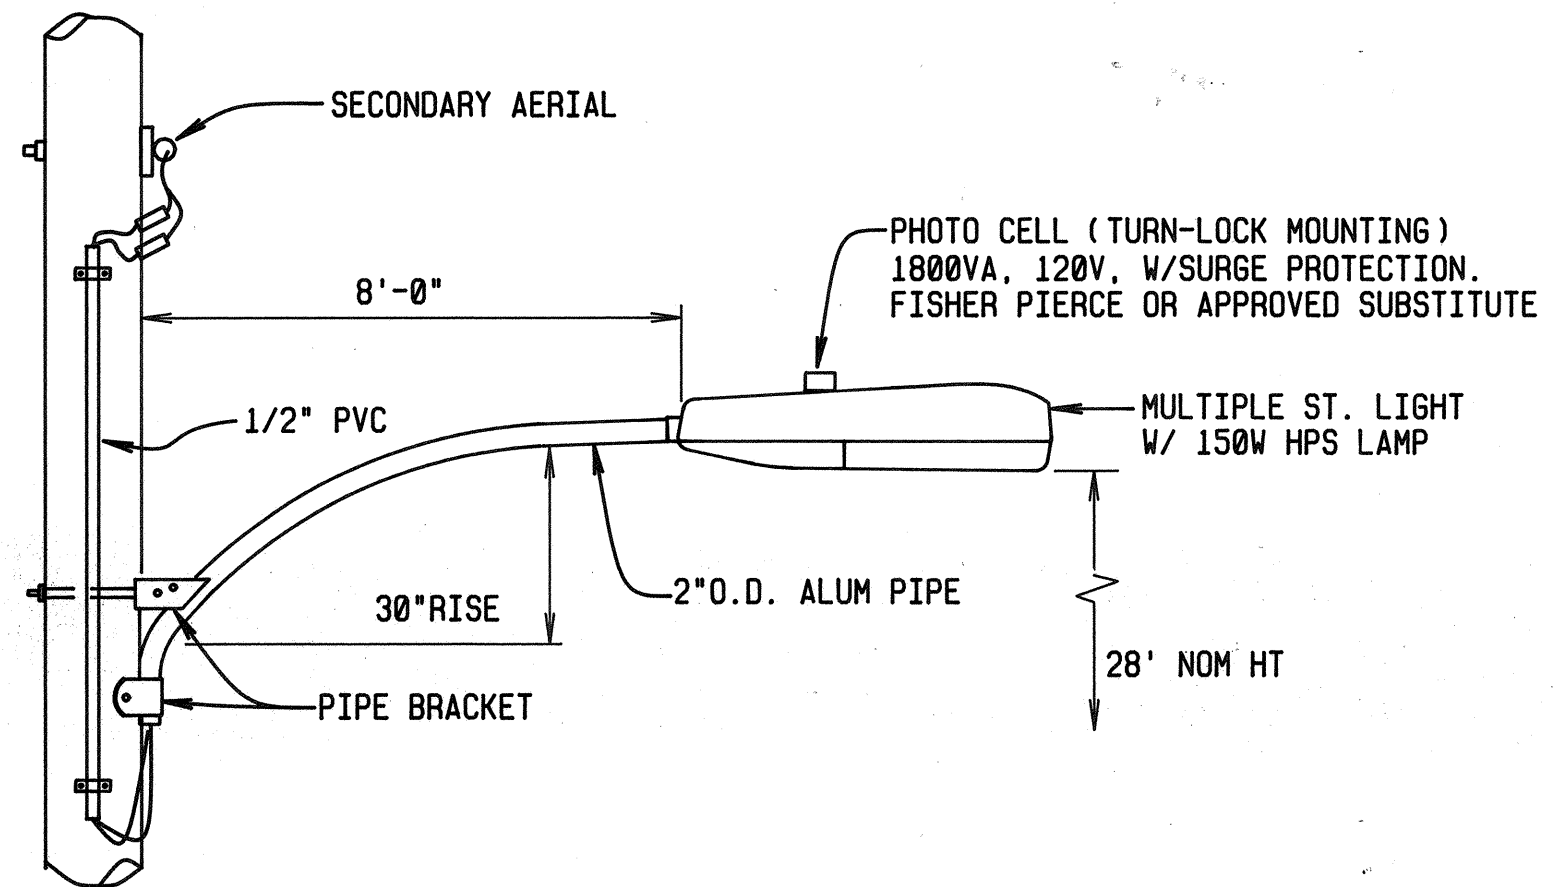 SECONDARY AERIAL
PHOTO CELL (TURN-LOCK MOUNTING)
1800VA, 120V, W/SURGE PROTECTION.
FISHER PIERCE OR APPROVED SUBSTITUTE
8'-0"
1/2" PVC
MULTIPLE ST. LIGHT
W/ 150W HPS LAMP
2"O.D. ALUM PIPE
30"RISE
28' NOM HT
PIPE BRACKET